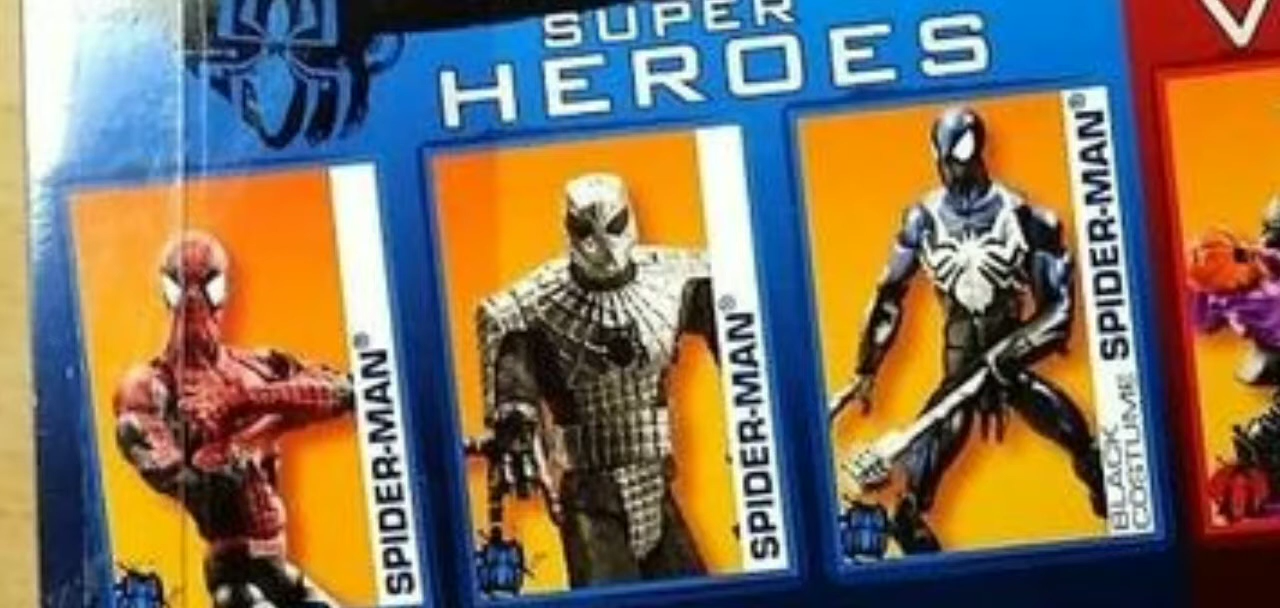 SUPER
HEROES
V
SPIDER-MAN®
SPIDER-MAN®
BLACK
COSTUME SPIDER-MAN®